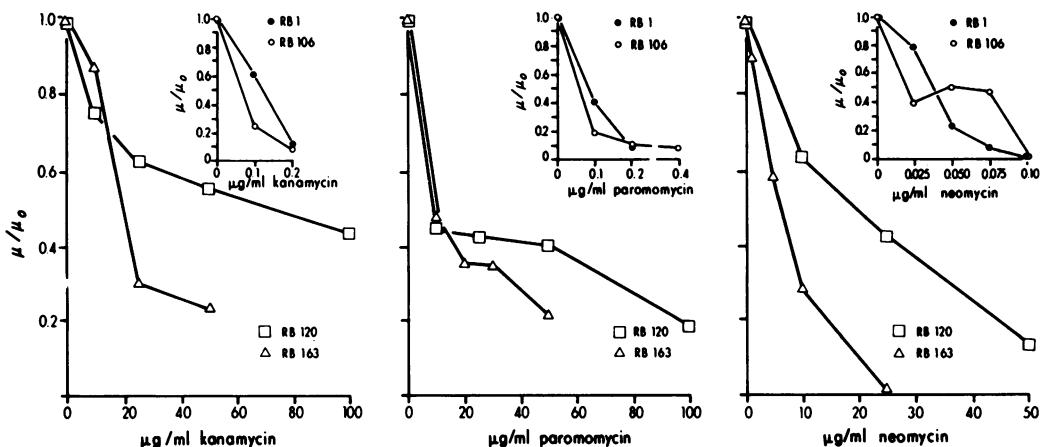 1.0
0.8
0.6
0.4
0.2
μ/μ₀
0
20
40
60
80
100
μg/ml kanamycin
RB 120
RB 163
1.0
0.8
0.6
0.4
0.2
0
μ/μ₀
0
0.1
0.2
μg/ml kanamycin
RB 1
RB 106
0
20
40
60
80
100
μg/ml paromomycin
RB 120
RB 163
1.0
0.8
0.6
0.4
0.2
0
μ/μ₀
0
0.1
0.2
0.4
μg/ml paromomycin
RB 1
RB 106
0
10
20
30
40
50
μg/ml neomycin
RB 120
RB 163
1.0
0.8
0.6
0.4
0.2
0
μ/μ₀
0
0.025
0.05
0.075
0.10
μg/ml neomycin
RB 1
RB 106